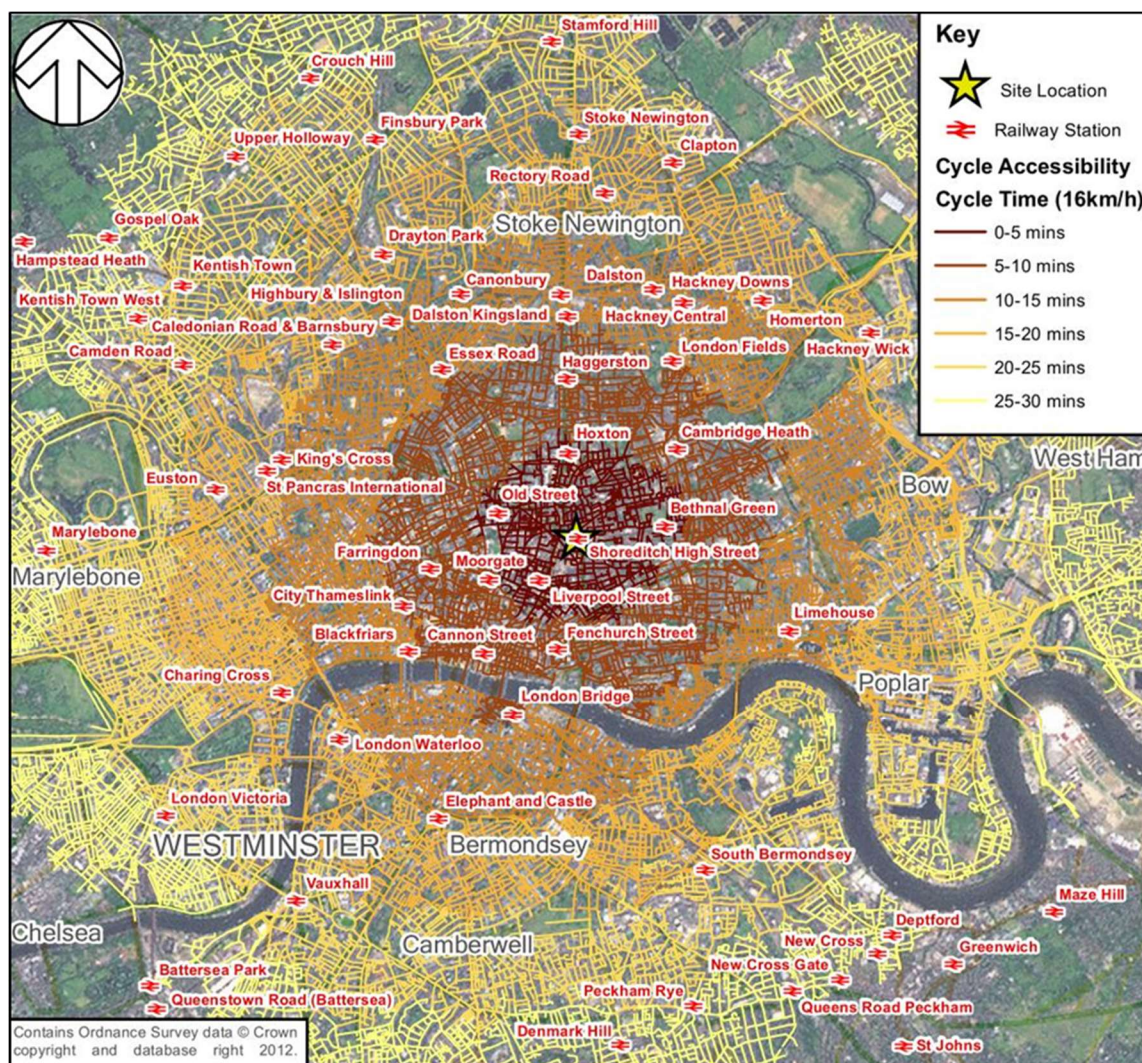 Stamford Hill
Key
Crouch Hill
Site Location
Finsbury Park
Stoke Newington
Railway Station
Upper Holloway
Clapton
Cycle Accessibility
Rectory Road
Cycle Time (16km/h)
Gospel Oak
Stoke Newington
0-5 mins
Drayton Park
Hampstead Heath
Kentish Town
5-10 mins
Canonbury
Dalston
Hackney Downs
Kentish Town West
Highbury & Islington
10-15 mins
Dalston Kingsland
Hackney Central
Homerton
Caledonian Road & Barnsbury
15-20 mins
Camden Road
Essex Road
London Fields
Hackney Wick
Haggerston
20-25 mins
25-30 mins
Hoxton
Cambridge Heath
King's Cross
West Ham
Euston
St Pancras International
Bow
Old Street
Bethnal Green
Marylebone
Farringdon
Moorgate
Shoreditch High Street
Marylebone
City Thameslink
Liverpool Street
Limehouse
Blackfriars
Cannon Street
Fenchurch Street
Charing Cross
Poplar
London Bridge
London Waterloo
London Victoria
Elephant and Castle
WESTMINSTER
Bermondsey
South Bermondsey
Vauxhall
Maze Hill
Chelsea
Deptford
Camberwell
New Cross
Greenwich
Battersea Park
New Cross Gate
Queenstown Road (Battersea)
Peckham Rye
Queens Road Peckham
Contains Ordnance Survey data © Crown
copyright and database right 2012.
Denmark Hill
St Johns